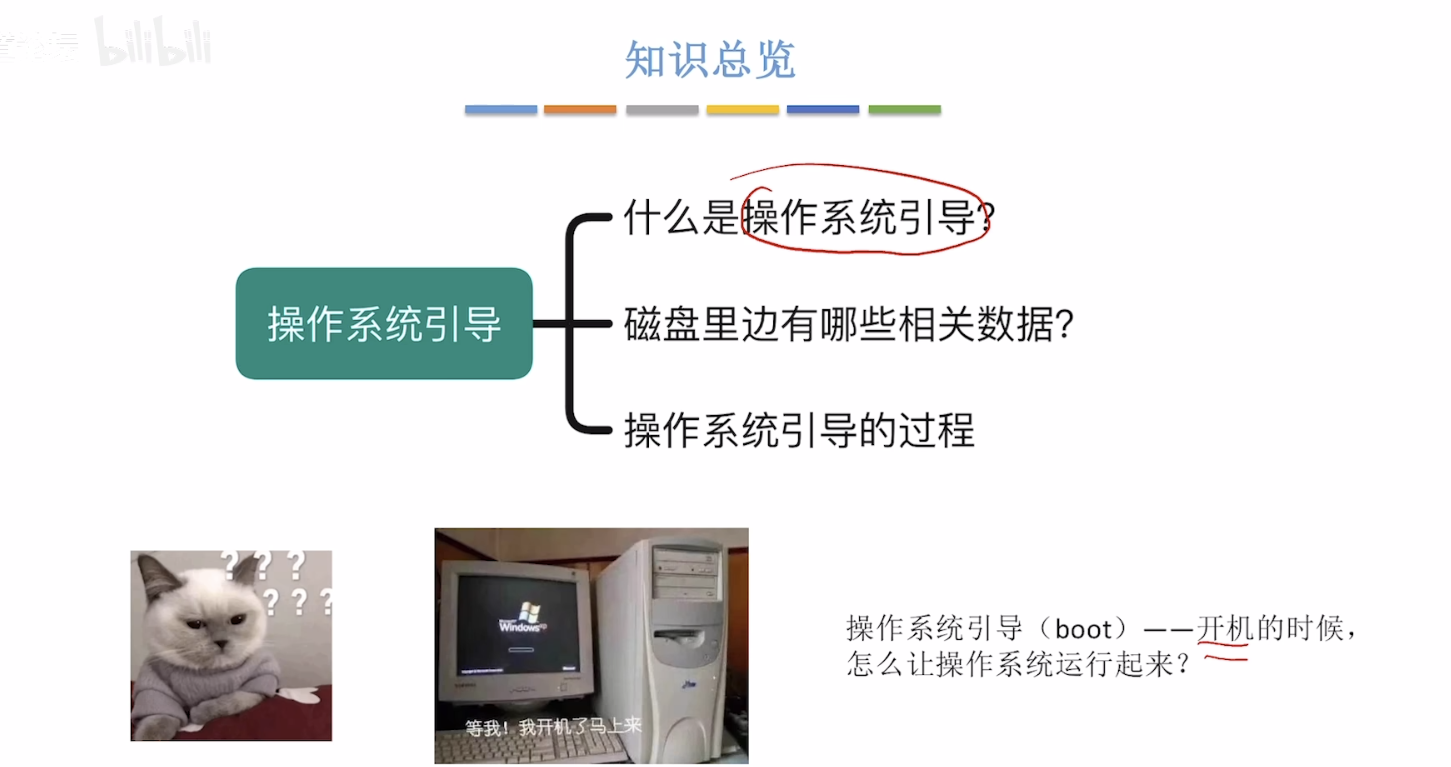 bilibili
知识总览
什么是操作系统引导?
操作系统引导
磁盘里边有哪些相关数据?
操作系统引导的过程
? ? ?
? ? ?
Microsoft
Windows XP
等我！我开机了马上来
操作系统引导（boot）——开机的时候，
怎么让操作系统运行起来？